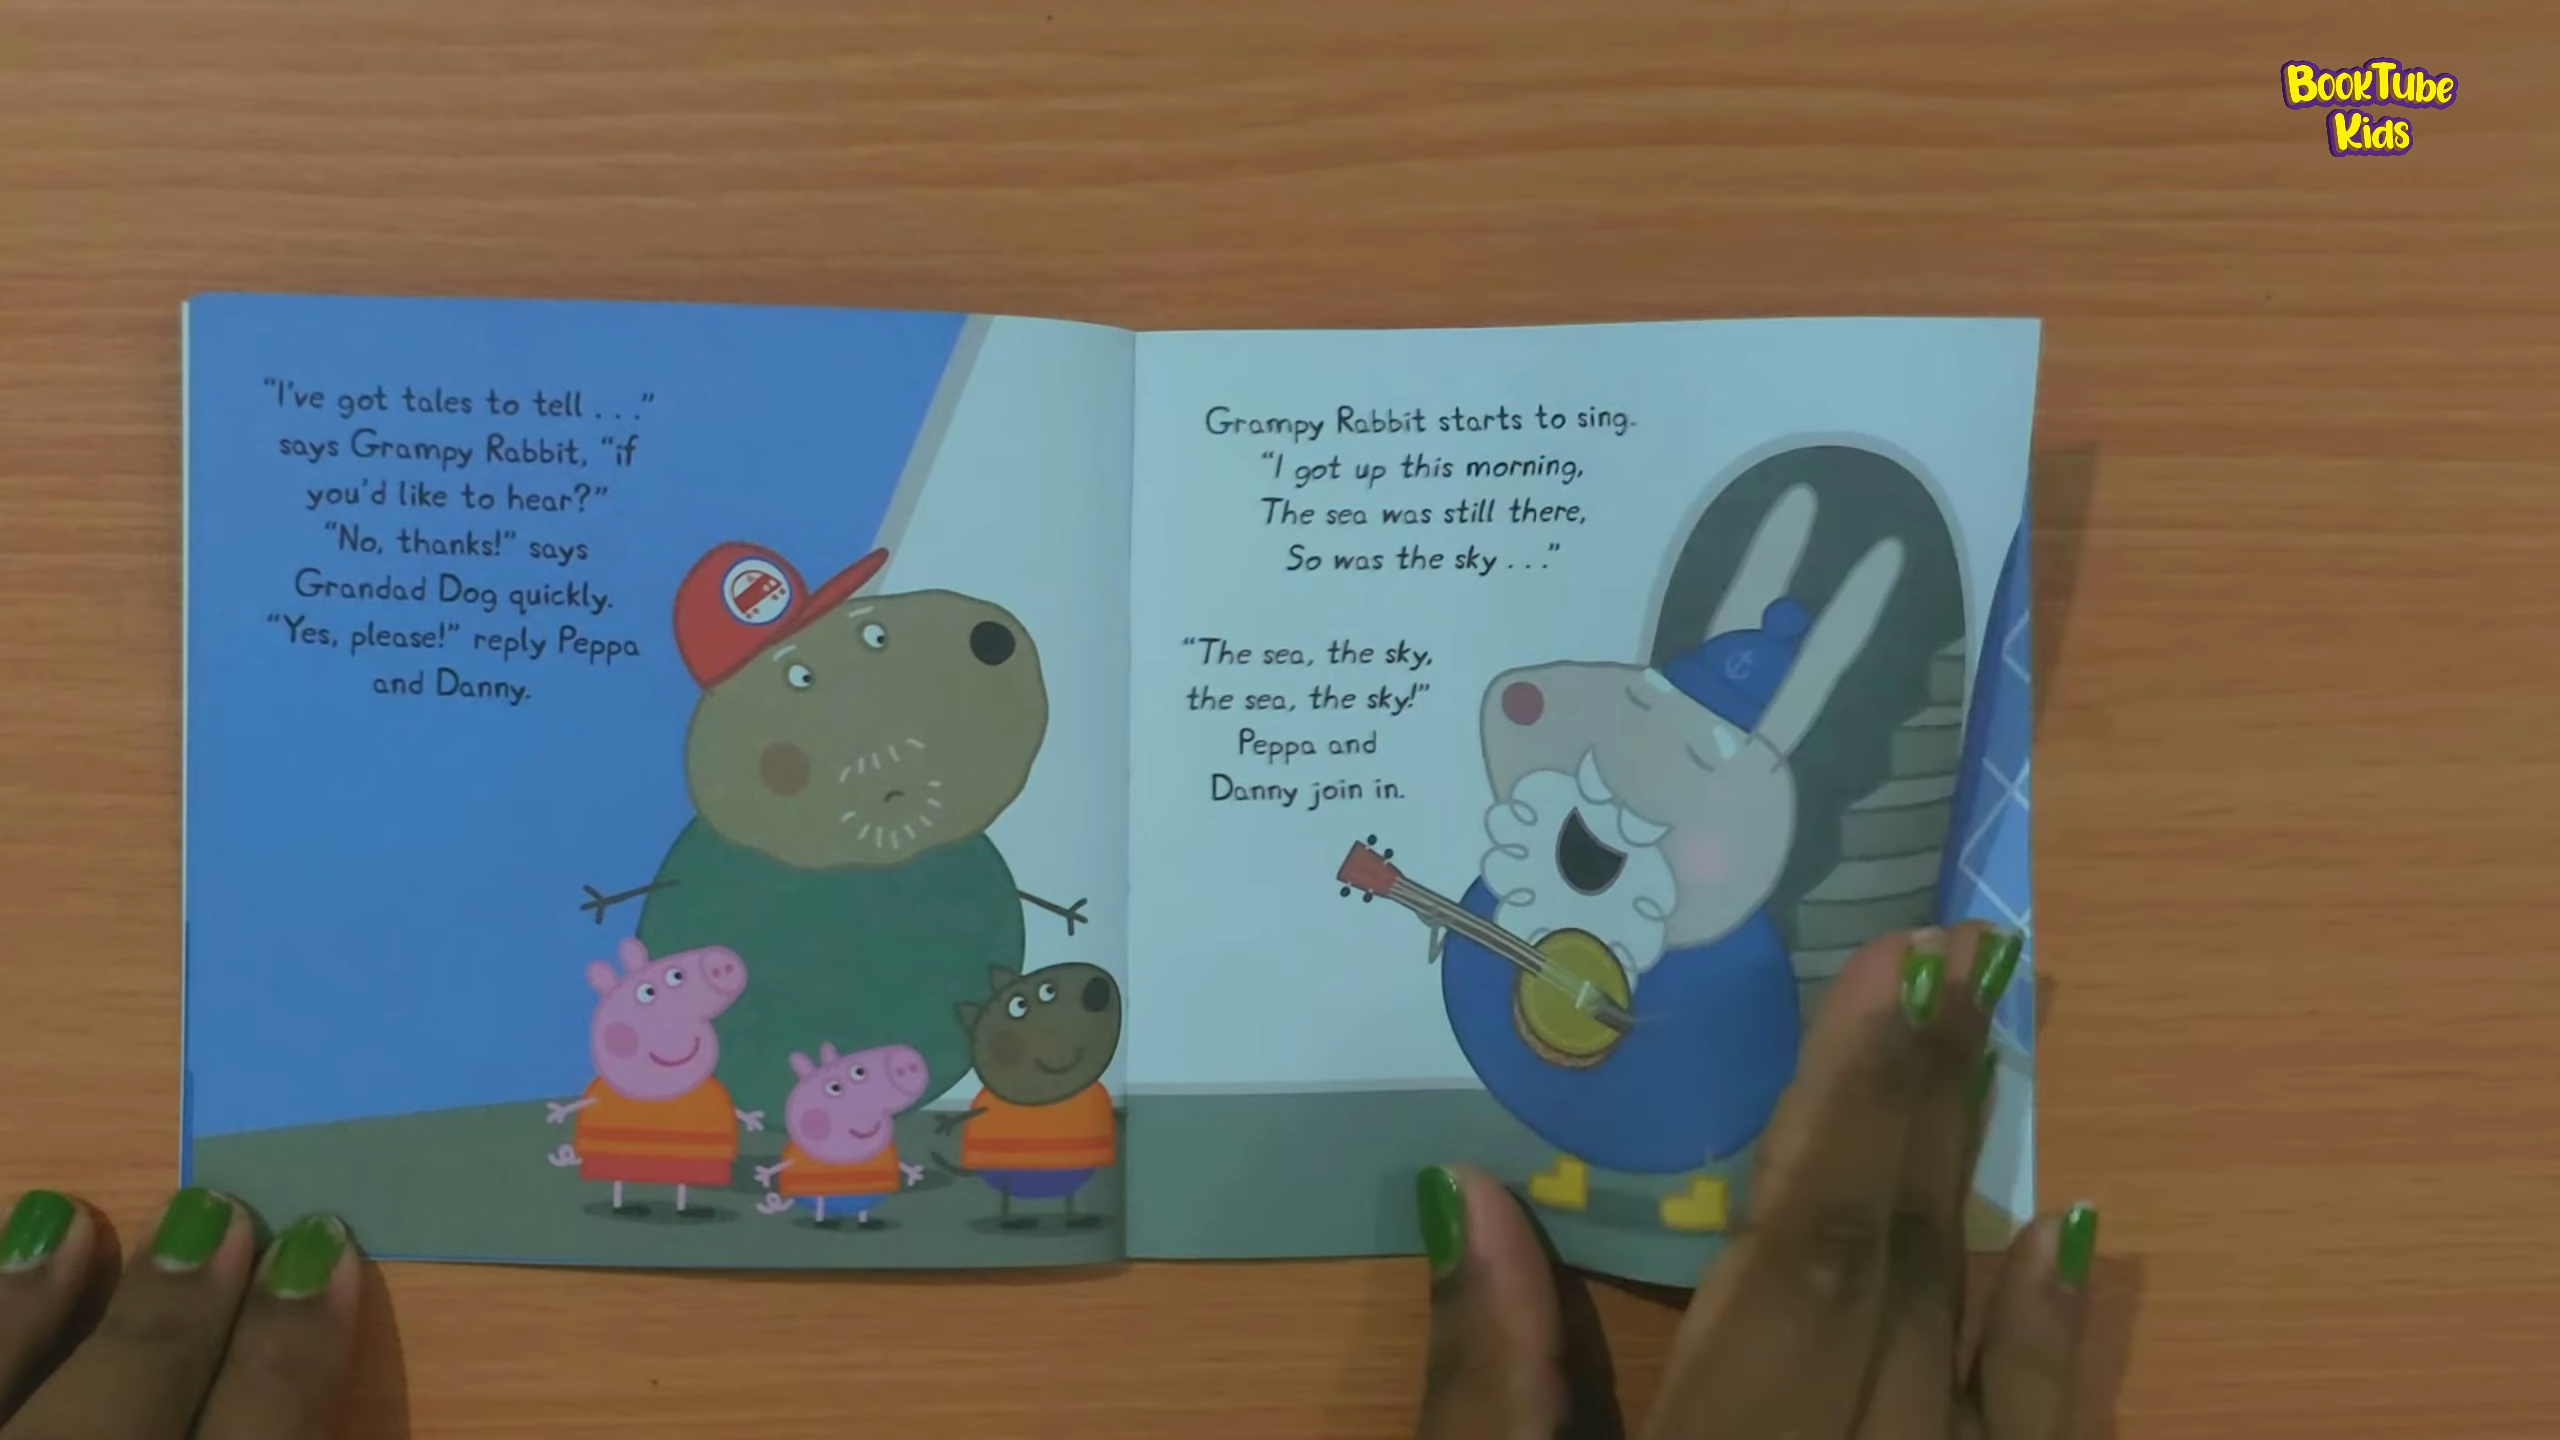 BookTube
Kids
“I've got tales to tell . . .”
says Grampy Rabbit, “if
you'd like to hear?”
“No, thanks!” says
Grandad Dog quickly.
“Yes, please!” reply Peppa
and Danny.
Grampy Rabbit starts to sing.
“I got up this morning,
The sea was still there,
So was the sky . . .”
“The sea, the sky,
the sea, the sky!”
Peppa and
Danny join in.